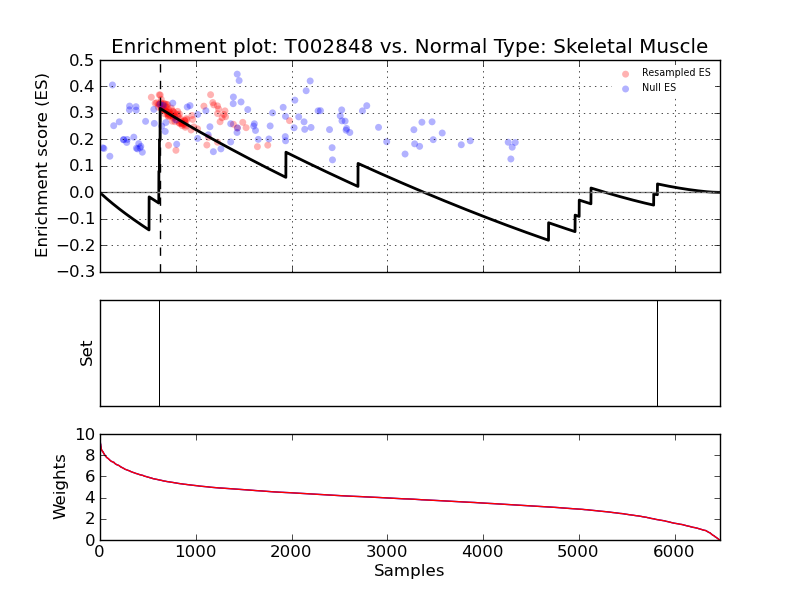 Enrichment plot: T002848 vs. Normal Type: Skeletal Muscle
Enrichment score (ES)
0.5
0.4
0.3
0.2
0.1
0.0
−0.1
−0.2
−0.3
Resampled ES
Null ES
Set
Weights
10
8
6
4
2
0
0 1000 2000 3000 4000 5000 6000
Samples